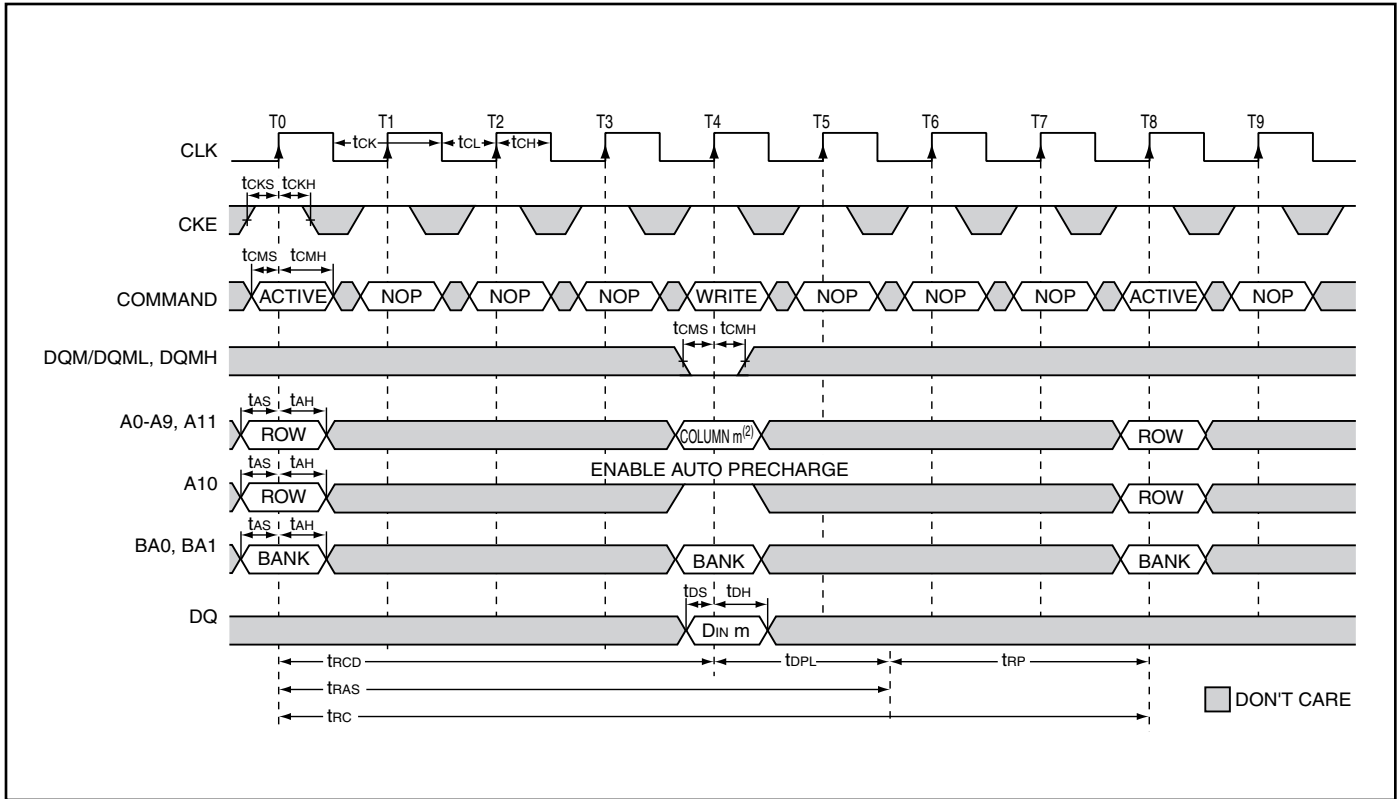 T0 T1 T2 T3 T4 T5 T6 T7 T8 T9
CLK tCK tCL tCH
tCKS tCKH
CKE
tCMS tCMH
COMMAND ACTIVE NOP NOP NOP WRITE NOP NOP NOP ACTIVE NOP
tCMS tCMH
DQM/DQML, DQMH
tAS tAH
A0-A9, A11 ROW COLUMN m(2) ROW
tAS tAH ENABLE AUTO PRECHARGE
A10 ROW ROW
tAS tAH
BA0, BA1 BANK BANK BANK
tDS tDH
DQ DIN m
tRCD tDPL tRP
tRAS
DON'T CARE
tRC